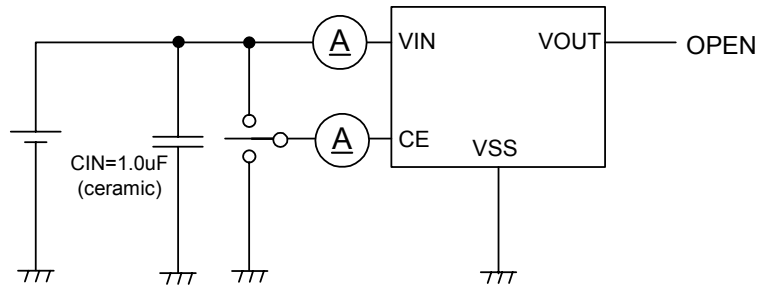 A
VIN
VOUT
OPEN
CIN=1.0uF
(ceramic)
A
CE
VSS